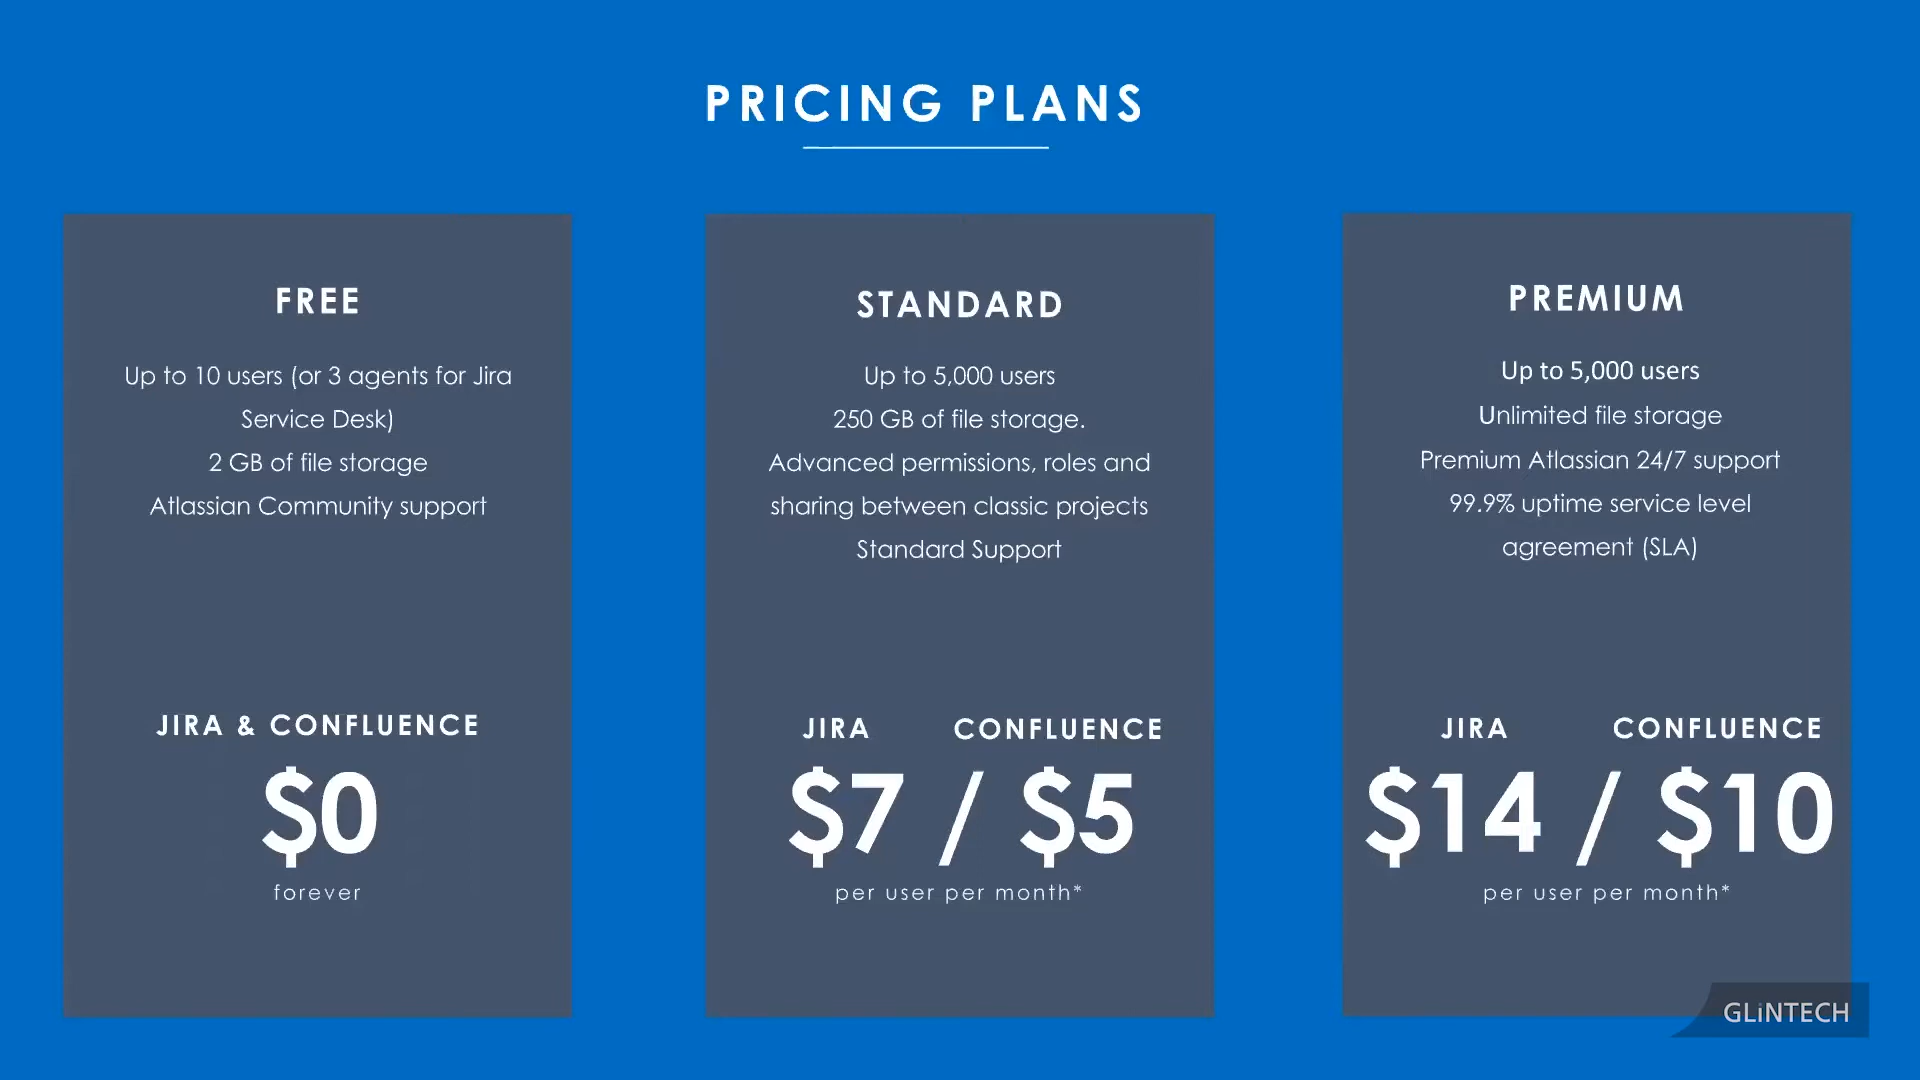 PRICING PLANS
FREE
Up to 10 users (or 3 agents for Jira
Service Desk)
2 GB of file storage
Atlassian Community support
JIRA & CONFLUENCE
$0
forever
STANDARD
Up to 5,000 users
250 GB of file storage.
Advanced permissions, roles and
sharing between classic projects
Standard Support
JIRA CONFLUENCE
$7 / $5
per user per month*
PREMIUM
Up to 5,000 users
Unlimited file storage
Premium Atlassian 24/7 support
99.9% uptime service level
agreement (SLA)
JIRA CONFLUENCE
$14 / $10
per user per month*
GLiNTECH